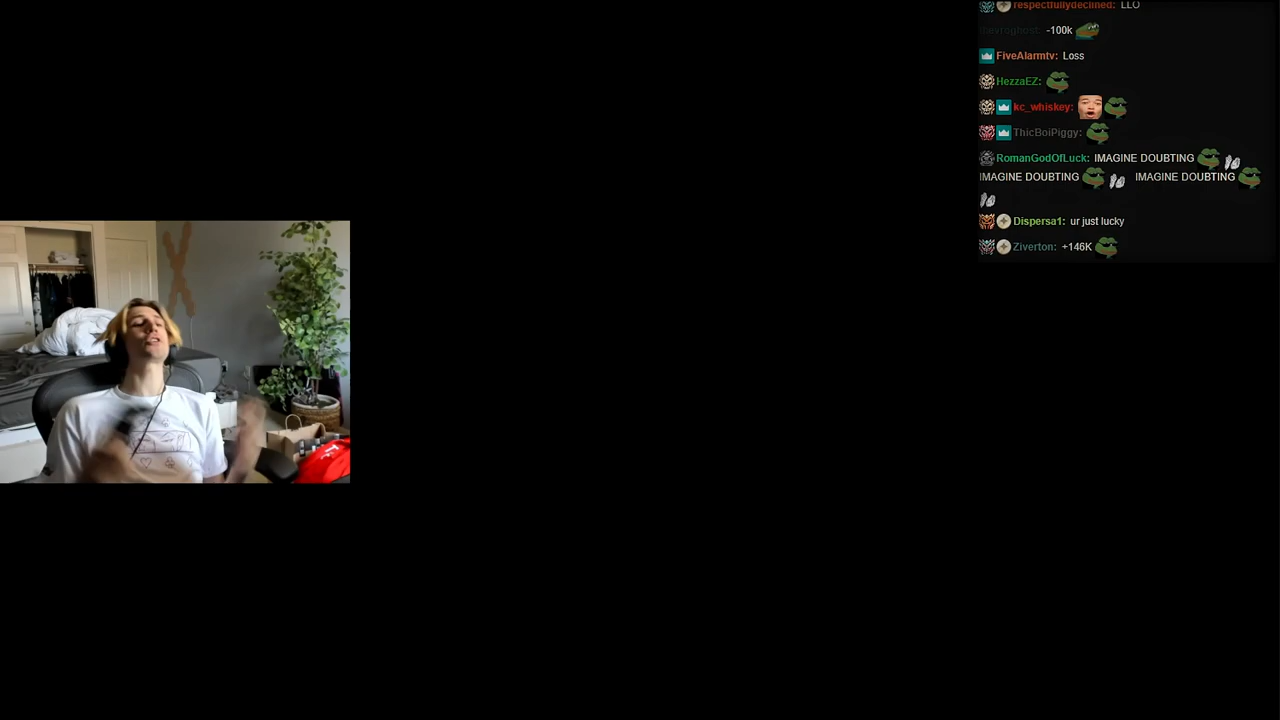 respectfullydeclined: LLO
-100k
FiveAlarmtv: Loss
HezzaEZ:
kc_whiskey:
ThicBoiPiggy:
RomanGodOfLuck: IMAGINE DOUBTING
IMAGINE DOUBTING IMAGINE DOUBTING
Dispersa1: ur just lucky
Ziverton: +146K